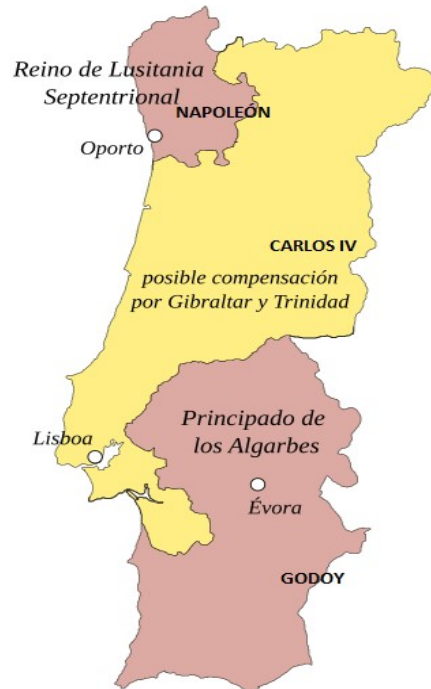 Reino de Lusitania
Septentrional
NAPOLEÓN
Oporto
CARLOS IV
posible compensación
por Gibraltar y Trinidad
Principado de
los Algarbes
Lisboa
Évora
GODOY